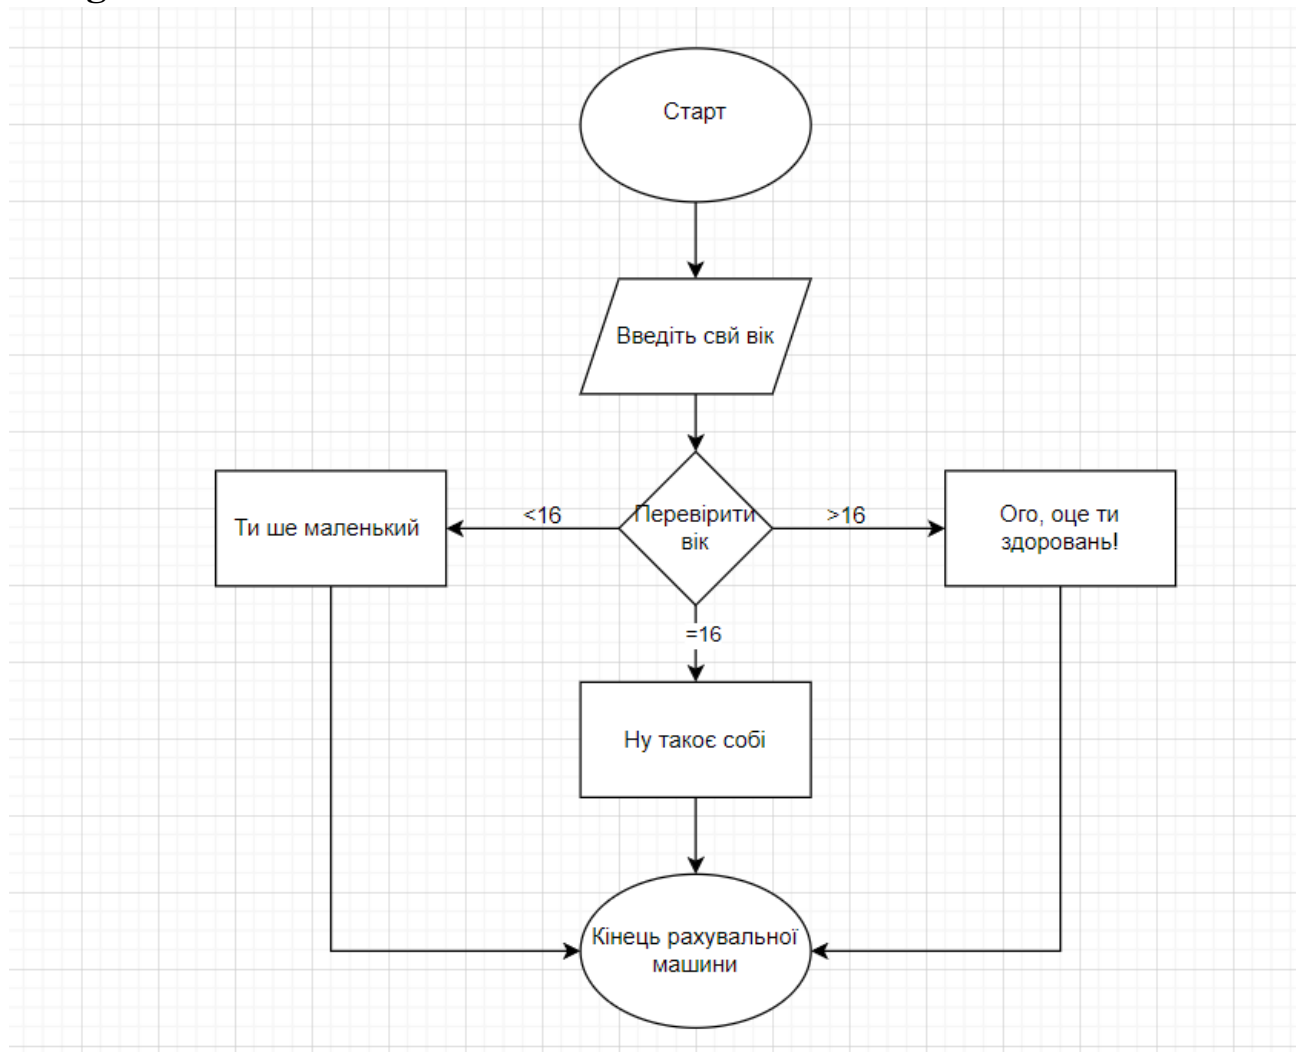 Старт
Введіть свй вік
<16
Перевірити
вік
>16
Ти ше маленький
Ого, оце ти
здоровань!
=16
Ну такоє собі
Кінець рахувальної
машини